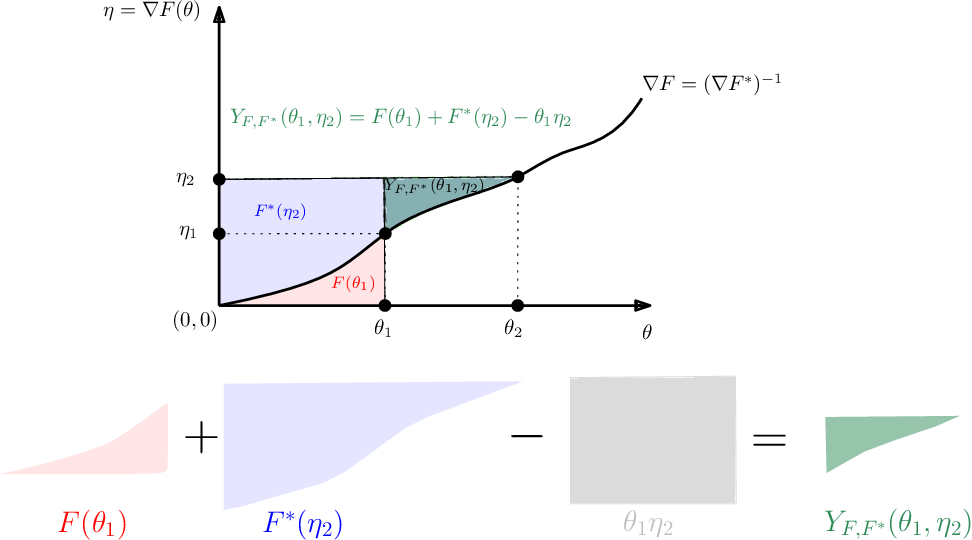 η = ∇F(θ)
∇F = (∇F*)⁻¹
Y_{F,F*}(θ₁, η₂) = F(θ₁) + F*(η₂) − θ₁η₂
η₂
Y_{F,F*}(θ₁, η₂)
F*(η₂)
η₁
F(θ₁)
(0, 0)
θ₁
θ₂
θ
+
−
=
F(θ₁)
F*(η₂)
θ₁η₂
Y_{F,F*}(θ₁, η₂)